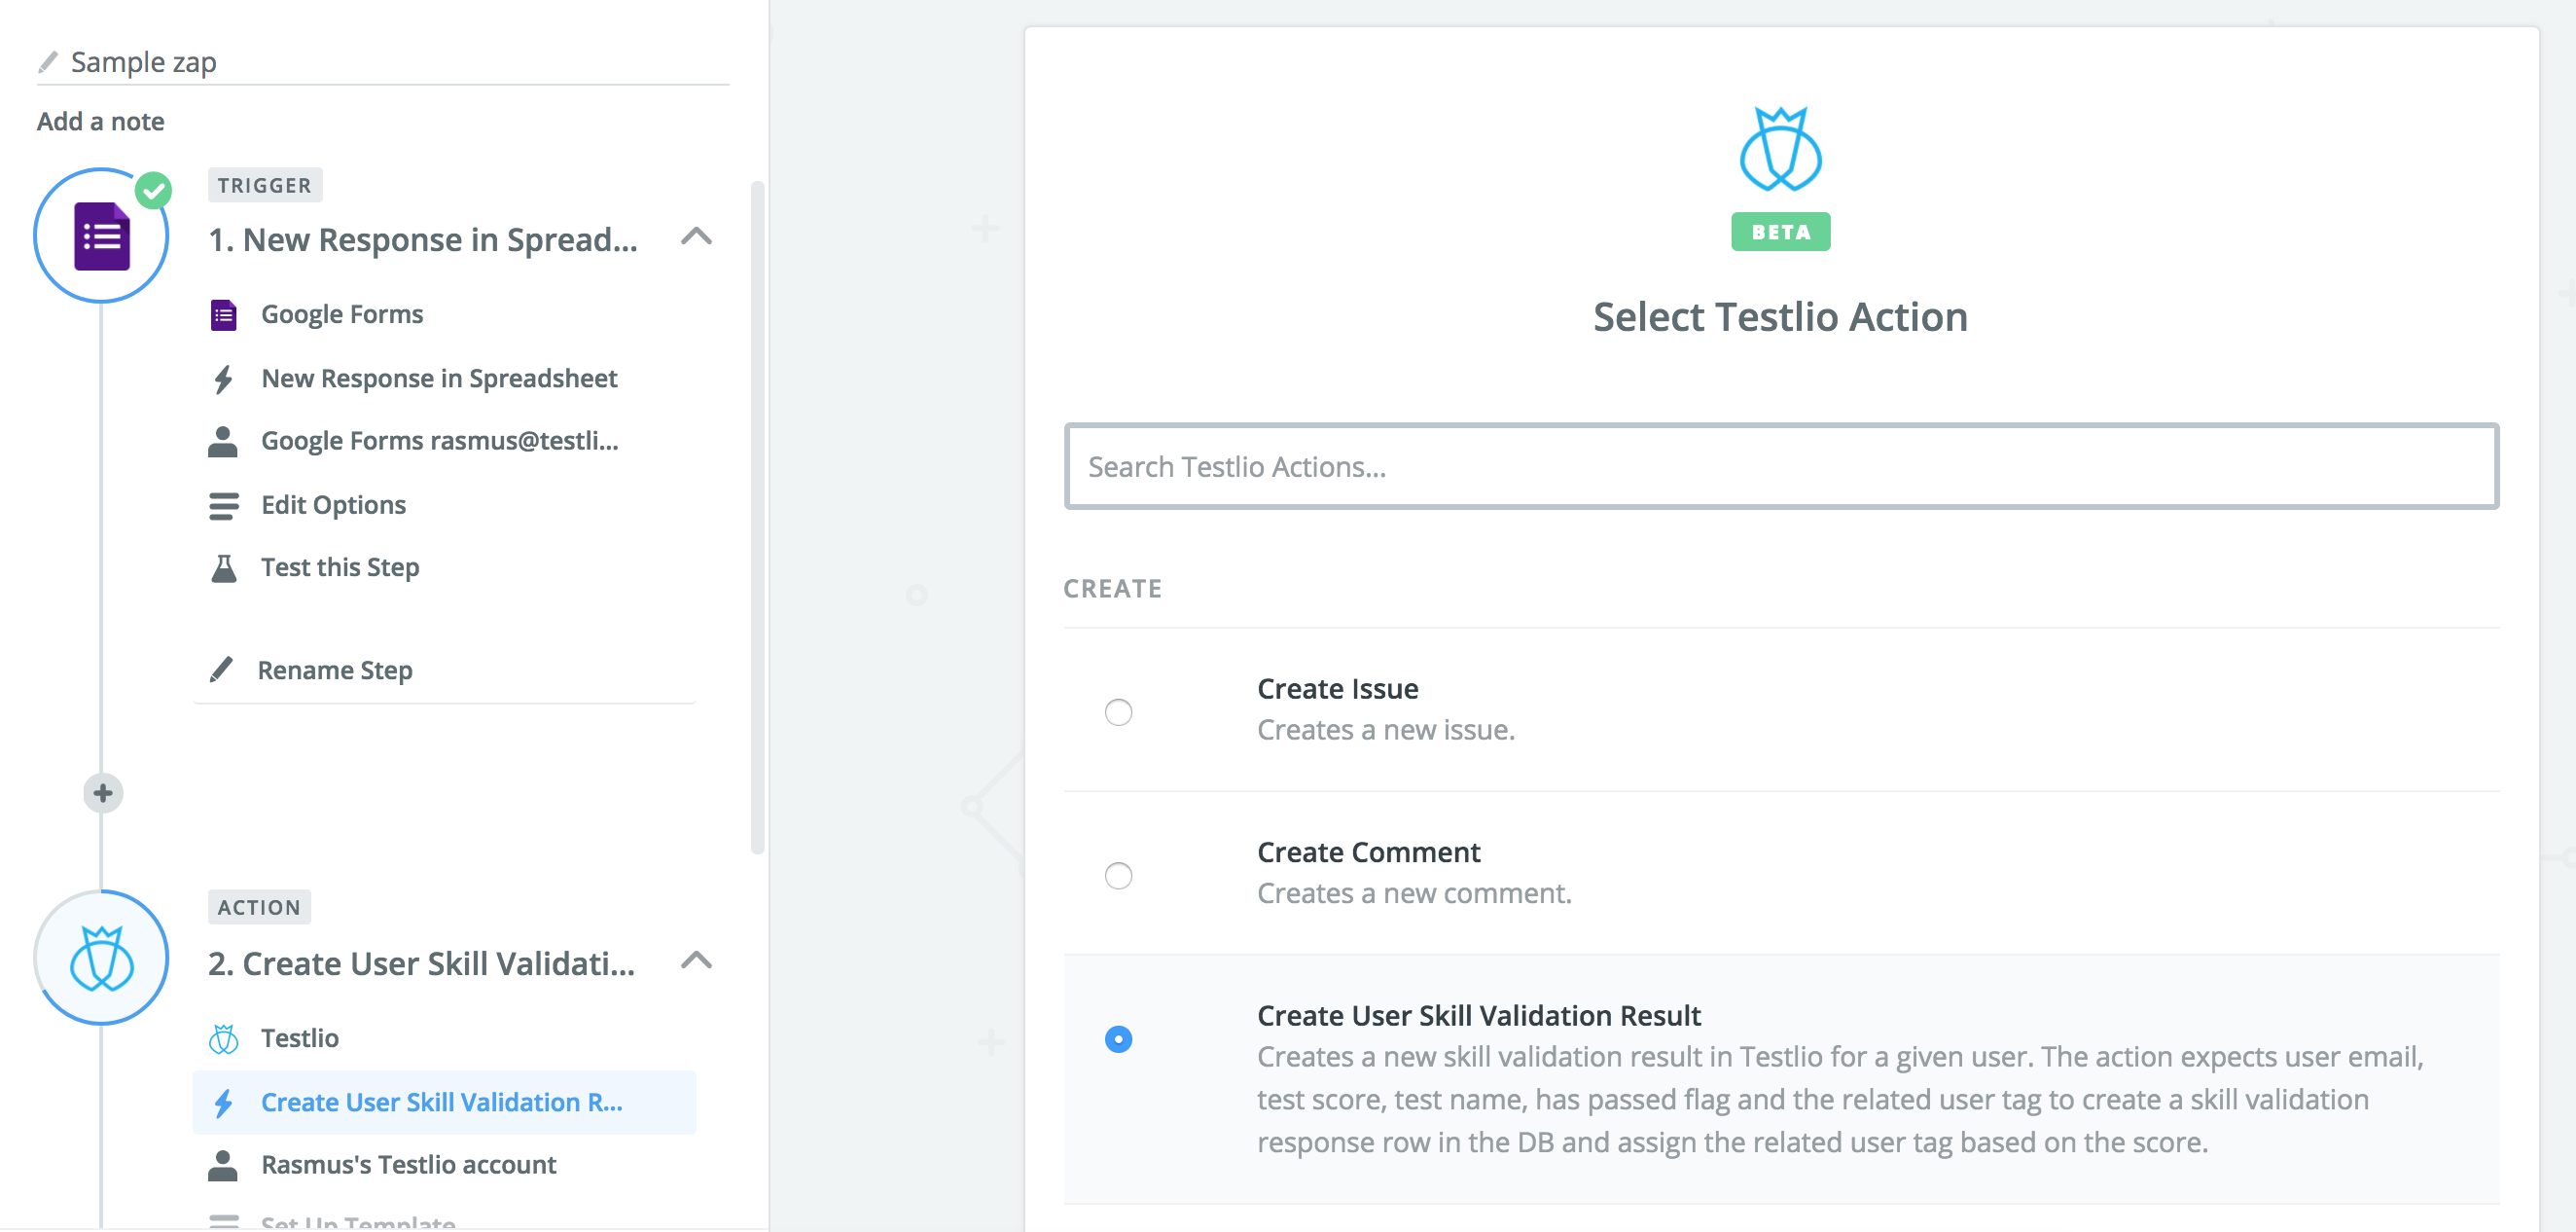 Sample zap
Add a note
TRIGGER
1. New Response in Spread...
Google Forms
New Response in Spreadsheet
Google Forms rasmus@testli...
Edit Options
Test this Step
Rename Step
ACTION
2. Create User Skill Validati...
Testlio
Create User Skill Validation R...
Rasmus's Testlio account
Set Up Template
BETA
Select Testlio Action
Search Testlio Actions...
CREATE
Create Issue
Creates a new issue.
Create Comment
Creates a new comment.
Create User Skill Validation Result
Creates a new skill validation result in Testlio for a given user. The action expects user email,
test score, test name, has passed flag and the related user tag to create a skill validation
response row in the DB and assign the related user tag based on the score.